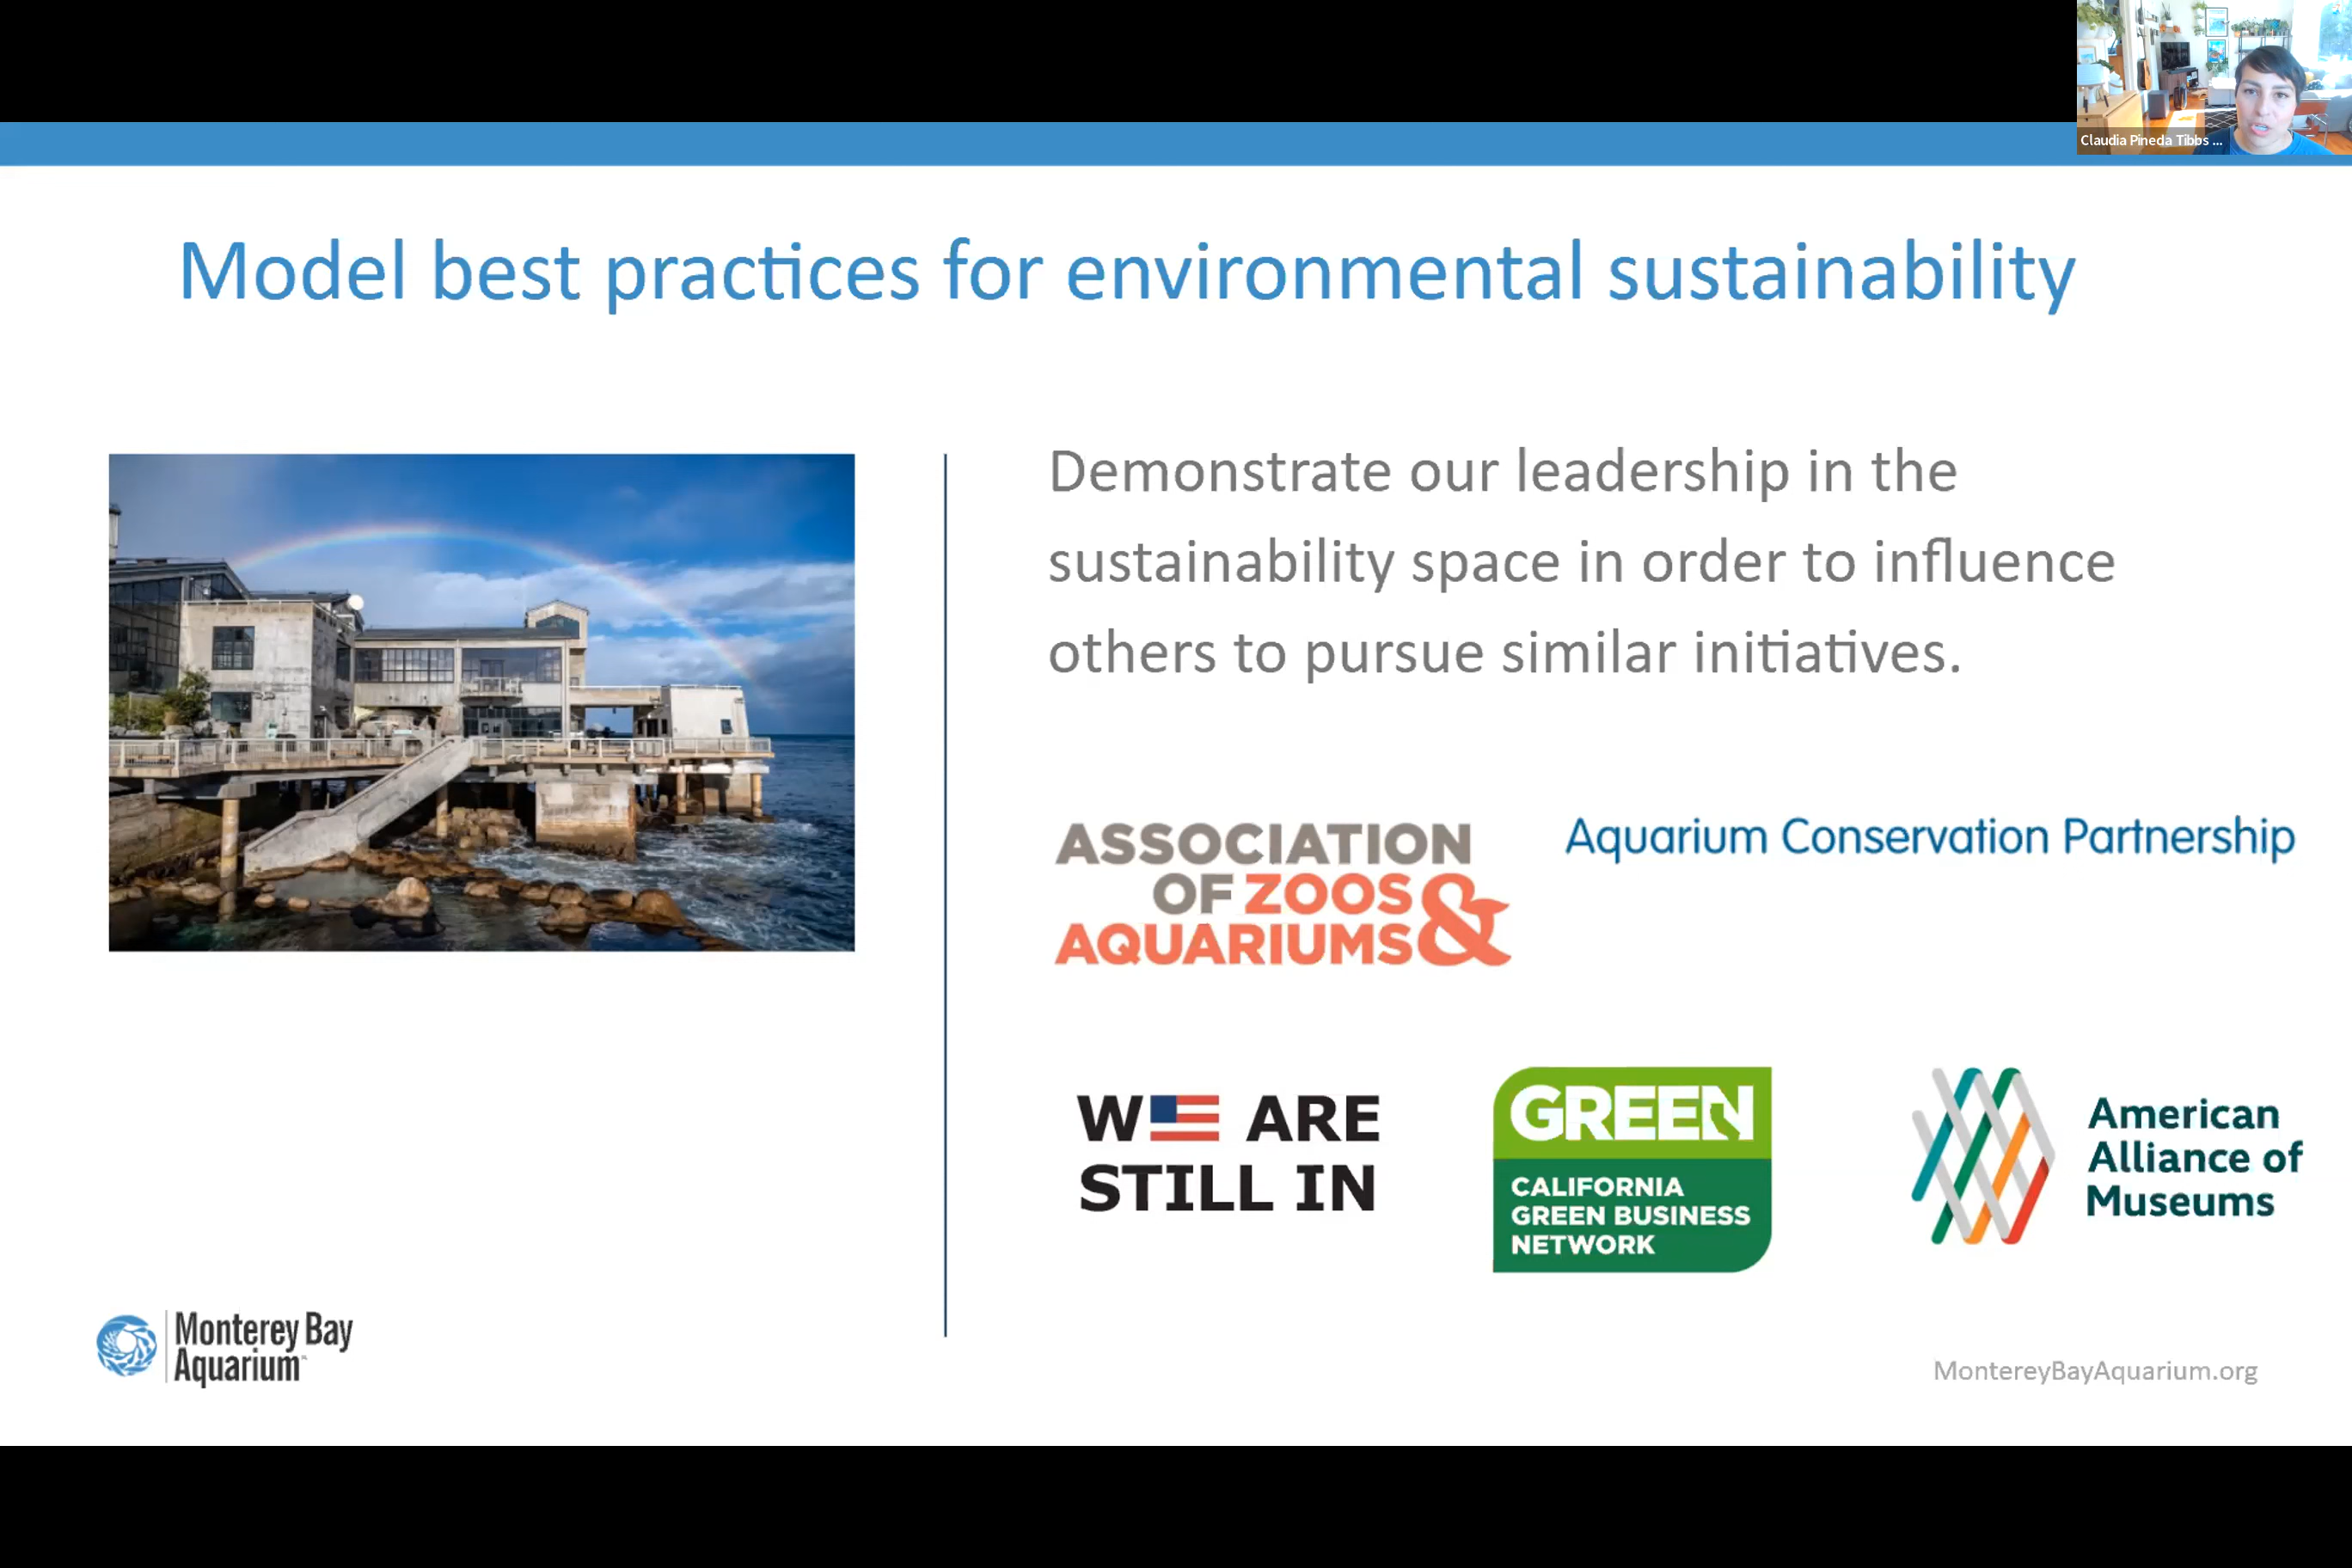 Claudia Pineda Tibbs ...
Model best practices for environmental sustainability
Demonstrate our leadership in the
sustainability space in order to influence
others to pursue similar initiatives.
ASSOCIATION
OF ZOOS &
AQUARIUMS
Aquarium Conservation Partnership
W ARE
STILL IN
GREEN
CALIFORNIA
GREEN BUSINESS
NETWORK
American
Alliance of
Museums
Monterey Bay
Aquarium
MontereyBayAquarium.org